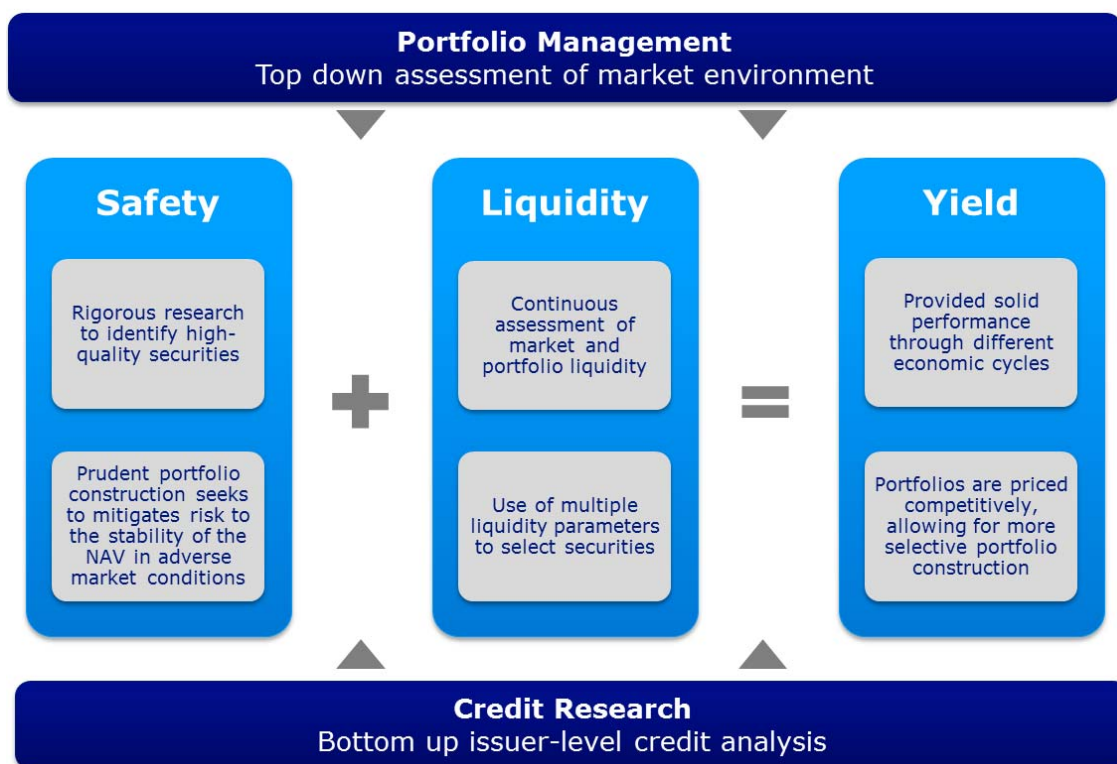 Portfolio Management
Top down assessment of market environment
Safety
Rigorous research
to identify high-
quality securities
Prudent portfolio
construction seeks
to mitigates risk to
the stability of the
NAV in adverse
market conditions
+
Liquidity
Continuous
assessment of
market and
portfolio liquidity
Use of multiple
liquidity parameters
to select securities
=
Yield
Provided solid
performance
through different
economic cycles
Portfolios are priced
competitively,
allowing for more
selective portfolio
construction
Credit Research
Bottom up issuer-level credit analysis